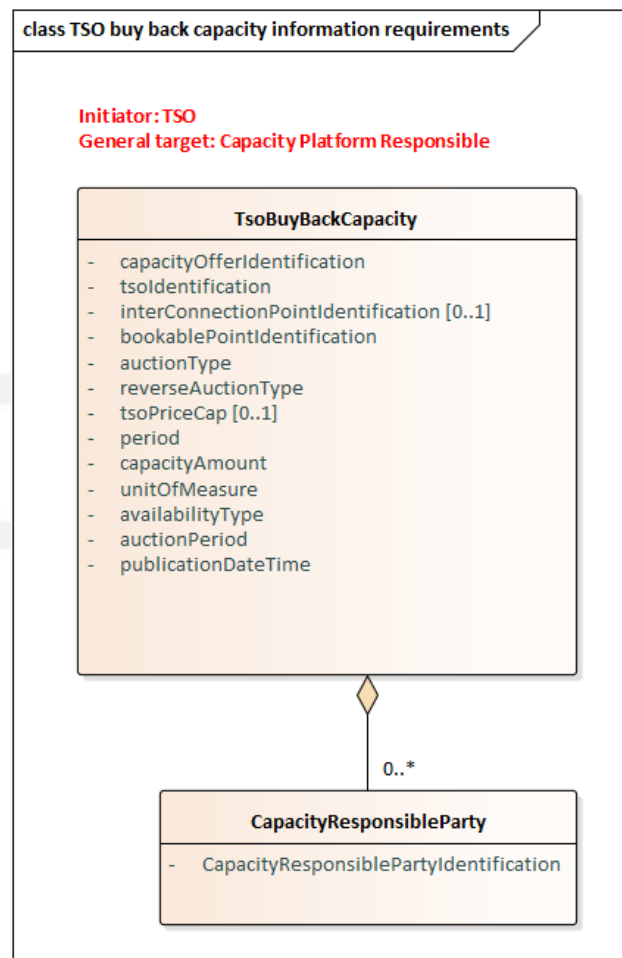 class TSO buy back capacity information requirements
Initiator: TSO
General target: Capacity Platform Responsible
TsoBuyBackCapacity
- capacityOfferIdentification
- tsoIdentification
- interConnectionPointIdentification [0..1]
- bookablePointIdentification
- auctionType
- reverseAuctionType
- tsoPriceCap [0..1]
- period
- capacityAmount
- unitOfMeasure
- availabilityType
- auctionPeriod
- publicationDateTime
0..*
CapacityResponsibleParty
- CapacityResponsiblePartyIdentification